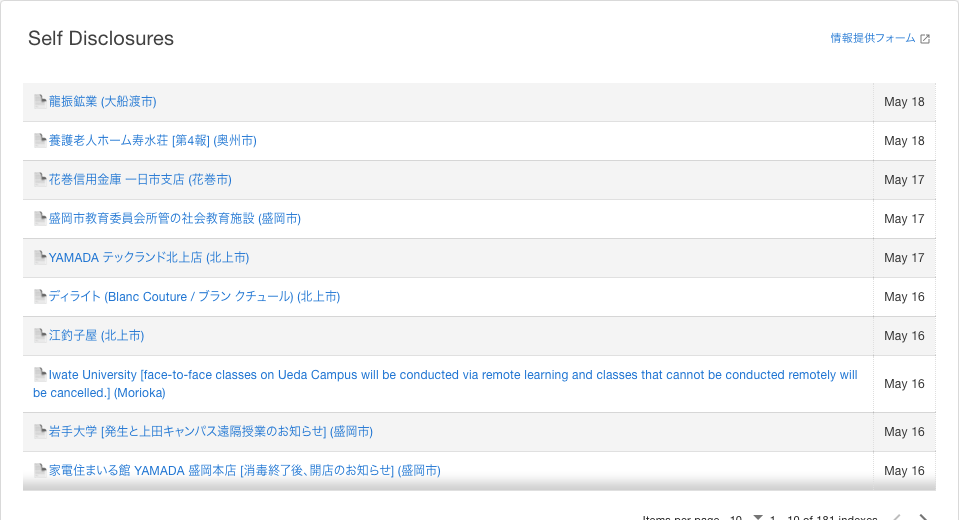 Self Disclosures
情報提供フォーム
龍振鉱業 (大船渡市)
May 18
養護老人ホーム寿水荘 [第4報] (奥州市)
May 18
花巻信用金庫 一日市支店 (花巻市)
May 17
盛岡市教育委員会所管の社会教育施設 (盛岡市)
May 17
YAMADA テックランド北上店 (北上市)
May 17
ディライト (Blanc Couture / ブラン クチュール) (北上市)
May 16
江釣子屋 (北上市)
May 16
Iwate University [face-to-face classes on Ueda Campus will be conducted via remote learning and classes that cannot be conducted remotely will
be cancelled.] (Morioka)
May 16
岩手大学 [発生と上田キャンパス遠隔授業のお知らせ] (盛岡市)
May 16
家電住まいる館 YAMADA 盛岡本店 [消毒終了後、開店のお知らせ] (盛岡市)
May 16
Items per page 10 1 - 10 of 181 indexes